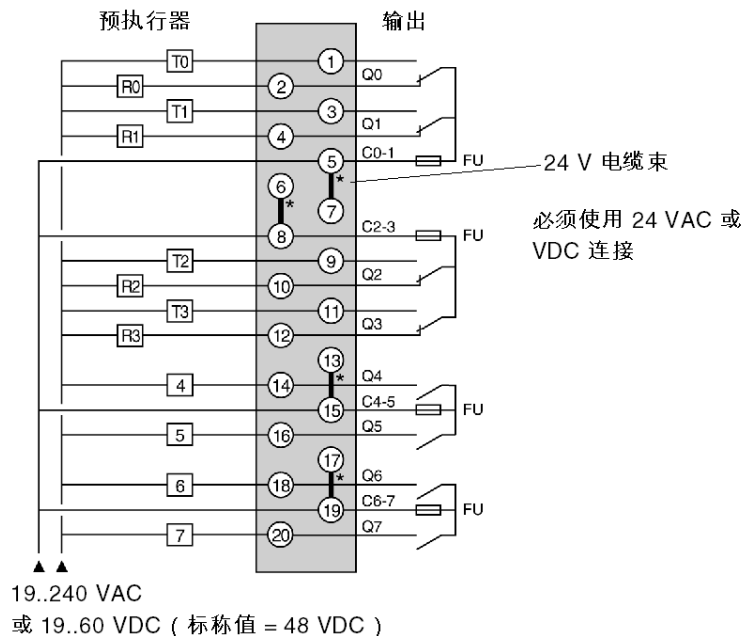 预执行器 输出
T0 1
R0 2 Q0
T1 3
R1 4 Q1
5 C0-1 FU
6 * 24 V 电缆束
* 7
8 C2-3 FU
必须使用 24 VAC 或
VDC 连接
T2 9
R2 10 Q2
T3 11
R3 12 Q3
13
4 14 * Q4
15 C4-5 FU
5 16 Q5
17
6 18 * Q6
19 C6-7 FU
7 20 Q7
19..240 VAC
或 19..60 VDC ( 标称值 = 48 VDC )